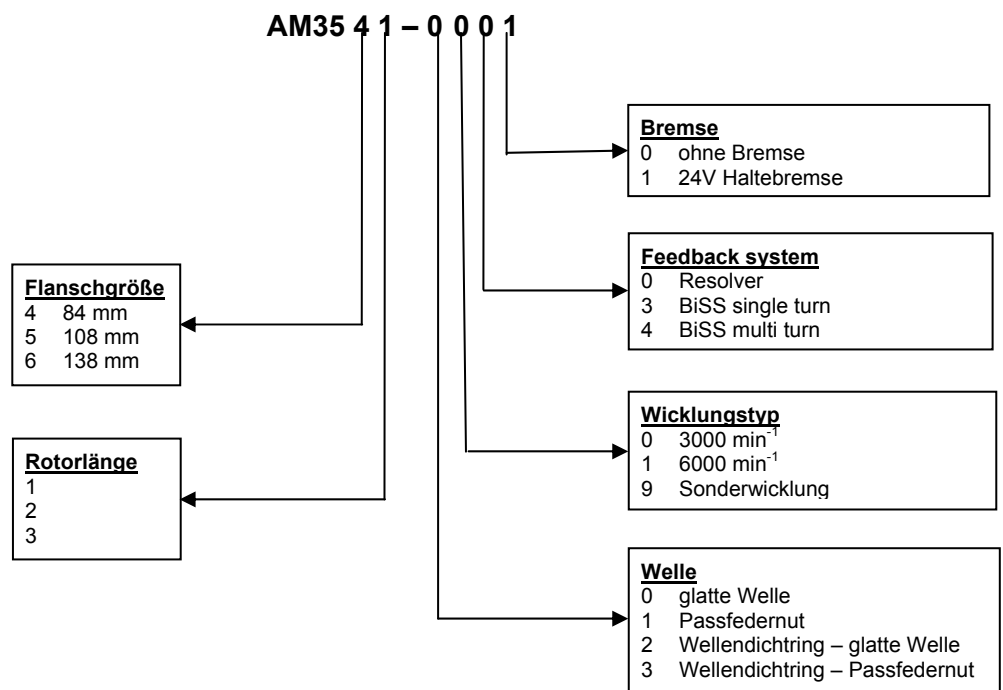 AM35 4 1 – 0 0 0 1
Bremse
0 ohne Bremse
1 24V Haltebremse
Feedback system
0 Resolver
3 BiSS single turn
4 BiSS multi turn
Flanschgröße
4 84 mm
5 108 mm
6 138 mm
Wicklungstyp
0 3000 min⁻¹
1 6000 min⁻¹
9 Sonderwicklung
Rotorlänge
1
2
3
Welle
0 glatte Welle
1 Passfedernut
2 Wellendichtring – glatte Welle
3 Wellendichtring – Passfedernut